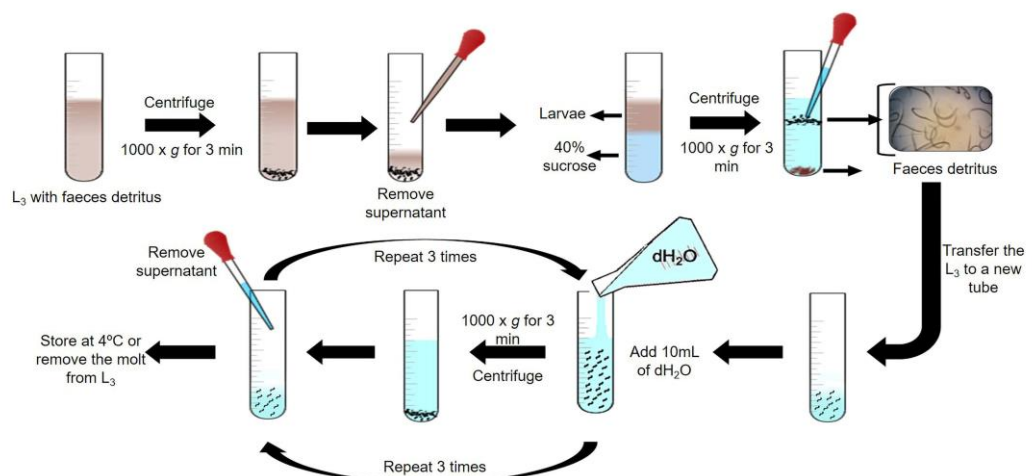 Centrifuge
1000 x g for 3 min
L₃ with faeces detritus
Remove
supernatant
Larvae
40%
sucrose
Centrifuge
1000 x g for 3
min
Faeces detritus
Transfer the
L₃ to a new
tube
Add 10mL
of dH₂O
dH₂O
1000 x g for 3
min
Centrifuge
Repeat 3 times
Remove
supernatant
Store at 4ºC or
remove the molt
from L₃
Repeat 3 times